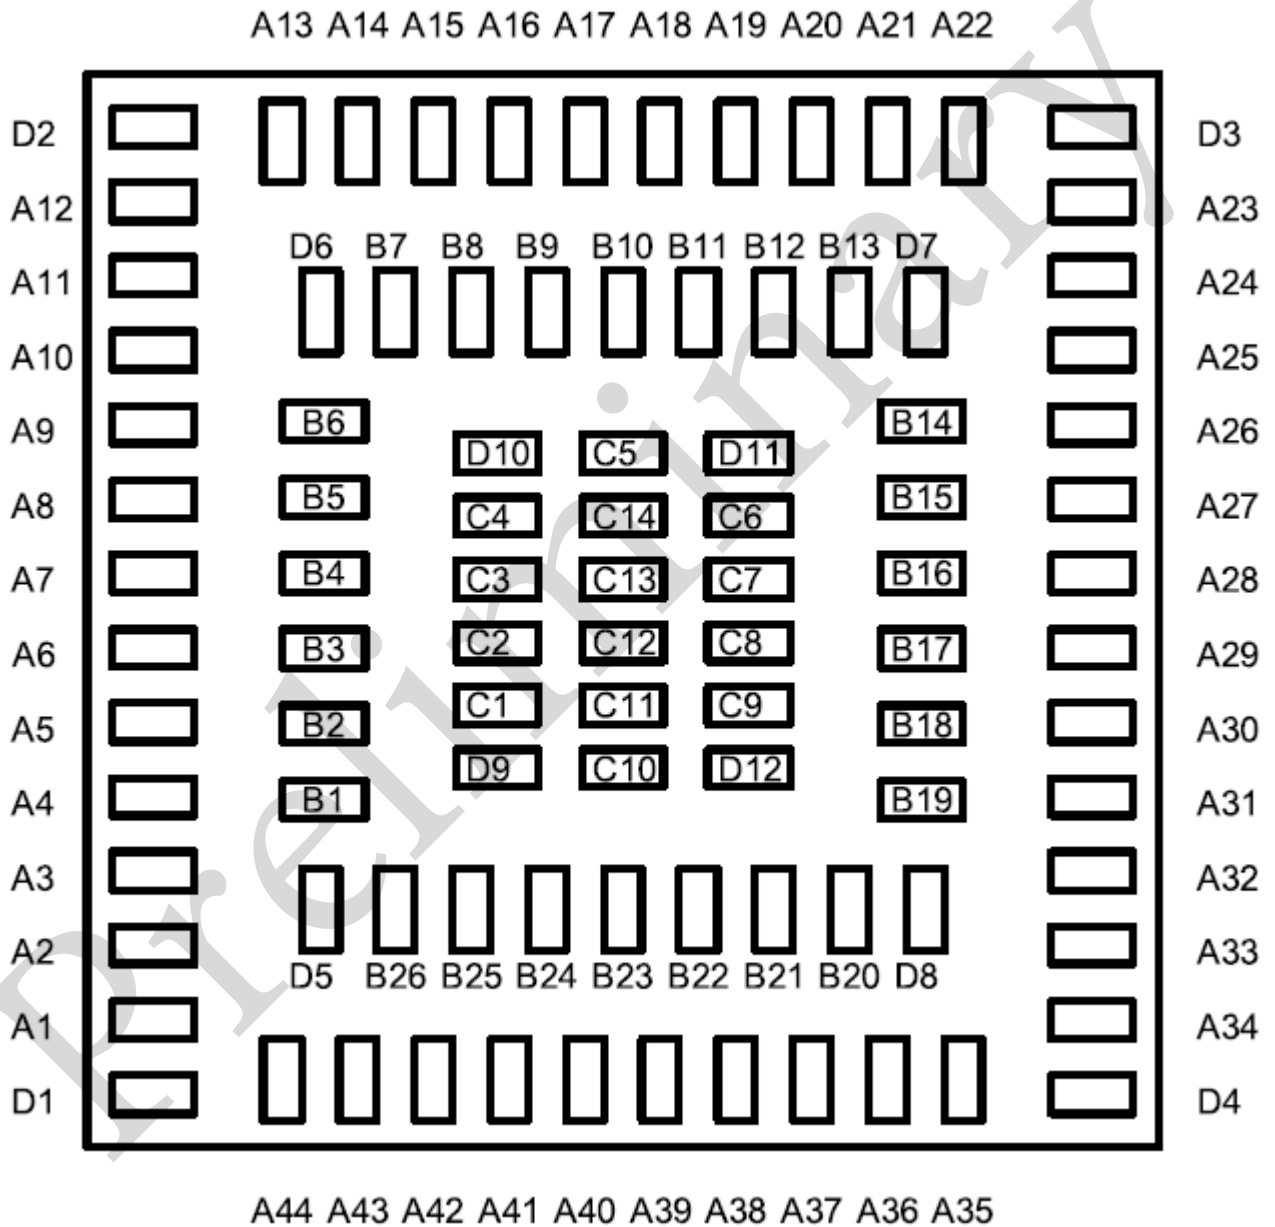 A13 A14 A15 A16 A17 A18 A19 A20 A21 A22
D2 D3
A12 A23
D6 B7 B8 B9 B10 B11 B12 B13 D7
A11 A24
A10 A25
A9 B6 B14 A26
D10 C5 D11
A8 B5 B15 A27
C4 C14 C6
A7 B4 C3 C13 C7 B16 A28
A6 B3 C2 C12 C8 B17 A29
C1 C11 C9
A5 B2 B18 A30
D9 C10 D12
A4 B1 B19 A31
A3 A32
A2 A33
D5 B26 B25 B24 B23 B22 B21 B20 D8
A1 A34
D1 D4
A44 A43 A42 A41 A40 A39 A38 A37 A36 A35
Preliminary